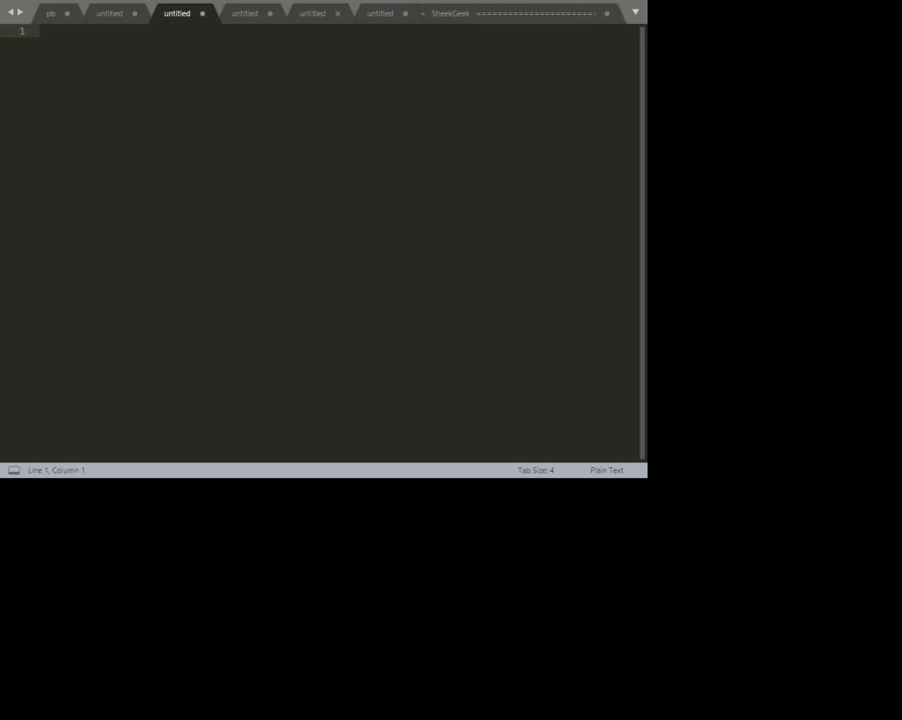 pb untitled untitled untitled untitled untitled = SheekGeek =======================
1
Line 1, Column 1 Tab Size: 4 Plain Text